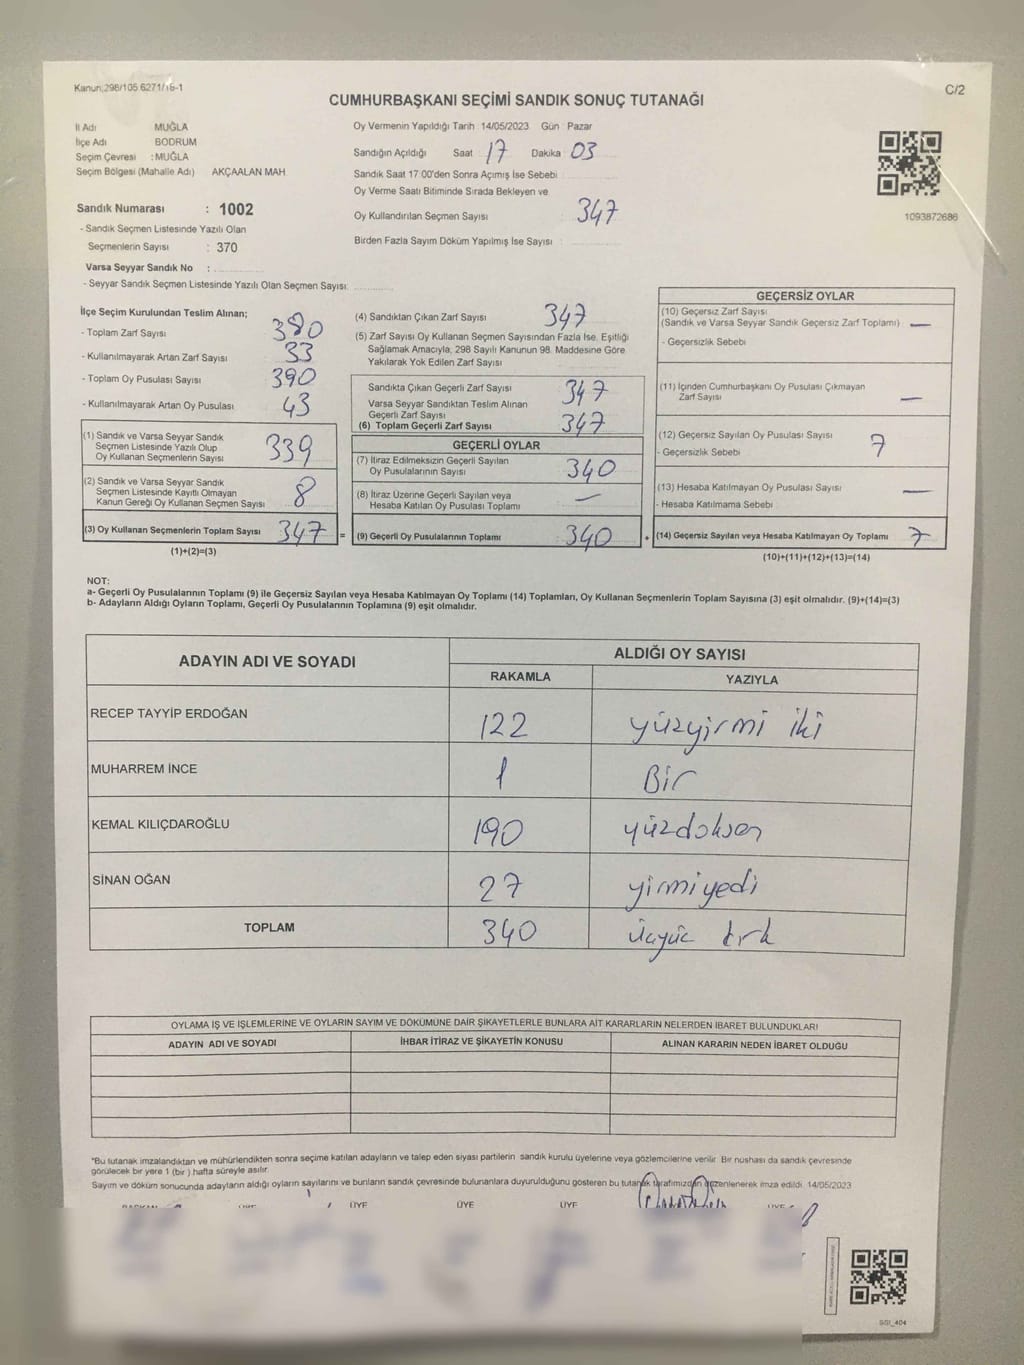 Kanun:298/105 6271/16-1
C/2
CUMHURBAŞKANI SEÇİMİ SANDIK SONUÇ TUTANAĞI
İl Adı MUĞLA
İlçe Adı BODRUM
Seçim Çevresi : MUĞLA
Seçim Bölgesi (Mahalle Adı) AKÇAALAN MAH
Sandık Numarası : 1002
- Sandık Seçmen Listesinde Yazılı Olan
Seçmenlerin Sayısı : 370
Varsa Seyyar Sandık No :
- Seyyar Sandık Seçmen Listesinde Yazılı Olan Seçmen Sayısı:
Oy Vermenin Yapıldığı Tarih 14/05/2023 Gün Pazar
Sandığın Açıldığı Saat 17 Dakika 03
Sandık Saat 17:00'den Sonra Açımış İse Sebebi
Oy Verme Saati Bitiminde Sırada Bekleyen ve
Oy Kullandırılan Seçmen Sayısı 347
Birden Fazla Sayım Döküm Yapılmış İse Sayısı :
1093872686
İlçe Seçim Kurulundan Teslim Alınan;
- Toplam Zarf Sayısı 380
- Kullanılmayarak Artan Zarf Sayısı 33
- Toplam Oy Pusulası Sayısı 390
- Kullanılmayarak Artan Oy Pusulası 43
(1) Sandık ve Varsa Seyyar Sandık
Seçmen Listesinde Yazılı Olup
Oy Kullanan Seçmenlerin Sayısı 339
(2) Sandık ve Varsa Seyyar Sandık
Seçmen Listesinde Kayıtlı Olmayan
Kanun Gereği Oy Kullanan Seçmen Sayısı 8
(3) Oy Kullanan Seçmenlerin Toplam Sayısı 347 =
(1)+(2)=(3)
(4) Sandıktan Çıkan Zarf Sayısı 347
(5) Zarf Sayısı Oy Kullanan Seçmen Sayısından Fazla İse, Eşitliği
Sağlamak Amacıyla, 298 Sayılı Kanunun 98. Maddesine Göre
Yakılarak Yok Edilen Zarf Sayısı
Sandıkta Çıkan Geçerli Zarf Sayısı 347
Varsa Seyyar Sandıktan Teslim Alınan
Geçerli Zarf Sayısı
(6) Toplam Geçerli Zarf Sayısı 347
GEÇERLİ OYLAR
(7) İtiraz Edilmeksizin Geçerli Sayılan
Oy Pusulalarının Sayısı 340
(8) İtiraz Üzerine Geçerli Sayılan veya
Hesaba Katılan Oy Pusulası Toplamı —
(9) Geçerli Oy Pusulalarının Toplamı 340 +
GEÇERSİZ OYLAR
(10) Geçersiz Zarf Sayısı
(Sandık ve Varsa Seyyar Sandık Geçersiz Zarf Toplamı) —
- Geçersizlik Sebebi
(11) İçinden Cumhurbaşkanı Oy Pusulası Çıkmayan
Zarf Sayısı —
(12) Geçersiz Sayılan Oy Pusulası Sayısı 7
- Geçersizlik Sebebi
(13) Hesaba Katılmayan Oy Pusulası Sayısı —
- Hesaba Katılmama Sebebi
(14) Geçersiz Sayılan veya Hesaba Katılmayan Oy Toplamı 7
(10)+(11)+(12)+(13)=(14)
NOT:
a- Geçerli Oy Pusulalarının Toplamı (9) ile Geçersiz Sayılan veya Hesaba Katılmayan Oy Toplamı (14) Toplamları, Oy Kullanan Seçmenlerin Toplam Sayısına (3) eşit olmalıdır. (9)+(14)=(3)
b- Adayların Aldığı Oyların Toplamı, Geçerli Oy Pusulalarının Toplamına (9) eşit olmalıdır.
ADAYIN ADI VE SOYADI ALDIĞI OY SAYISI
RAKAMLA YAZIYLA
RECEP TAYYİP ERDOĞAN 122 yüzyirmi iki
MUHARREM İNCE 1 Bir
KEMAL KILIÇDAROĞLU 190 yüzdoksan
SİNAN OĞAN 27 yirmiyedi
TOPLAM 340 üçyüz kırk
OYLAMA İŞ VE İŞLEMLERİNE VE OYLARIN SAYIM VE DÖKÜMÜNE DAİR ŞİKAYETLERLE BUNLARA AİT KARARLARIN NELERDEN İBARET BULUNDUKLARI
ADAYIN ADI VE SOYADI İHBAR İTİRAZ VE ŞİKAYETİN KONUSU ALINAN KARARIN NEDEN İBARET OLDUĞU
*Bu tutanak imzalandıktan ve mühürlendikten sonra seçime katılan adayların ve talep eden siyasi partilerin sandık kurulu üyelerine veya gözlemcilerine verilir. Bir nüshası da sandık çevresinde
görülecek bir yere 1 (bir ) hafta süreyle asılır.
Sayım ve döküm sonucunda adayların aldığı oyların sayılarını ve bunların sandık çevresinde bulunanlara duyurulduğunu gösteren bu tutanak tarafımızdan düzenlenerek imza edildi. 14/05/2023
ÜYE ÜYE ÜYE
SSI_404